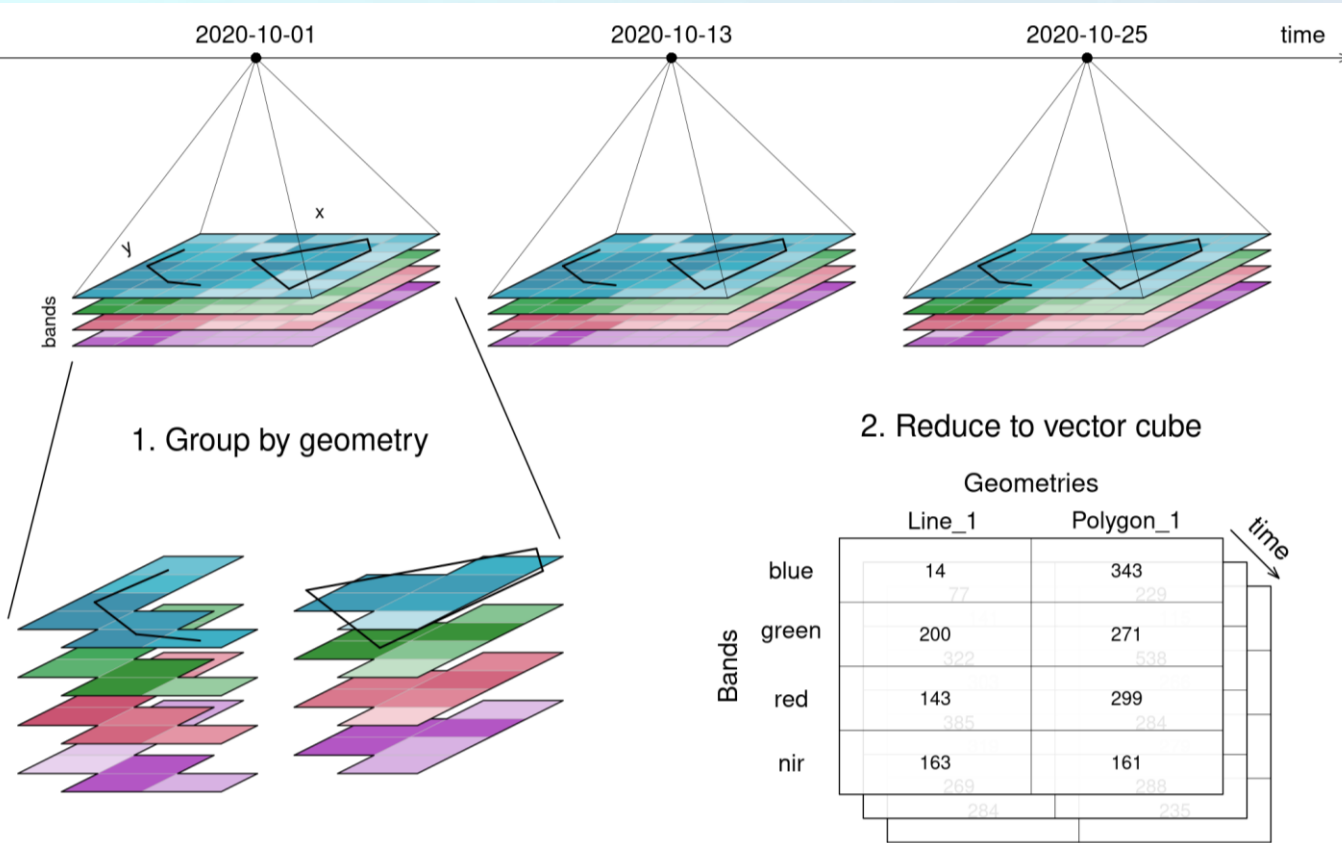 2020-10-01 2020-10-13 2020-10-25 time
x
y
bands
1. Group by geometry
2. Reduce to vector cube
Geometries
Line_1 Polygon_1
time
Bands
blue 14 343
77 229
green 200 271
322 538
red 143 299
385 284
nir 163 161
269 288
284 235